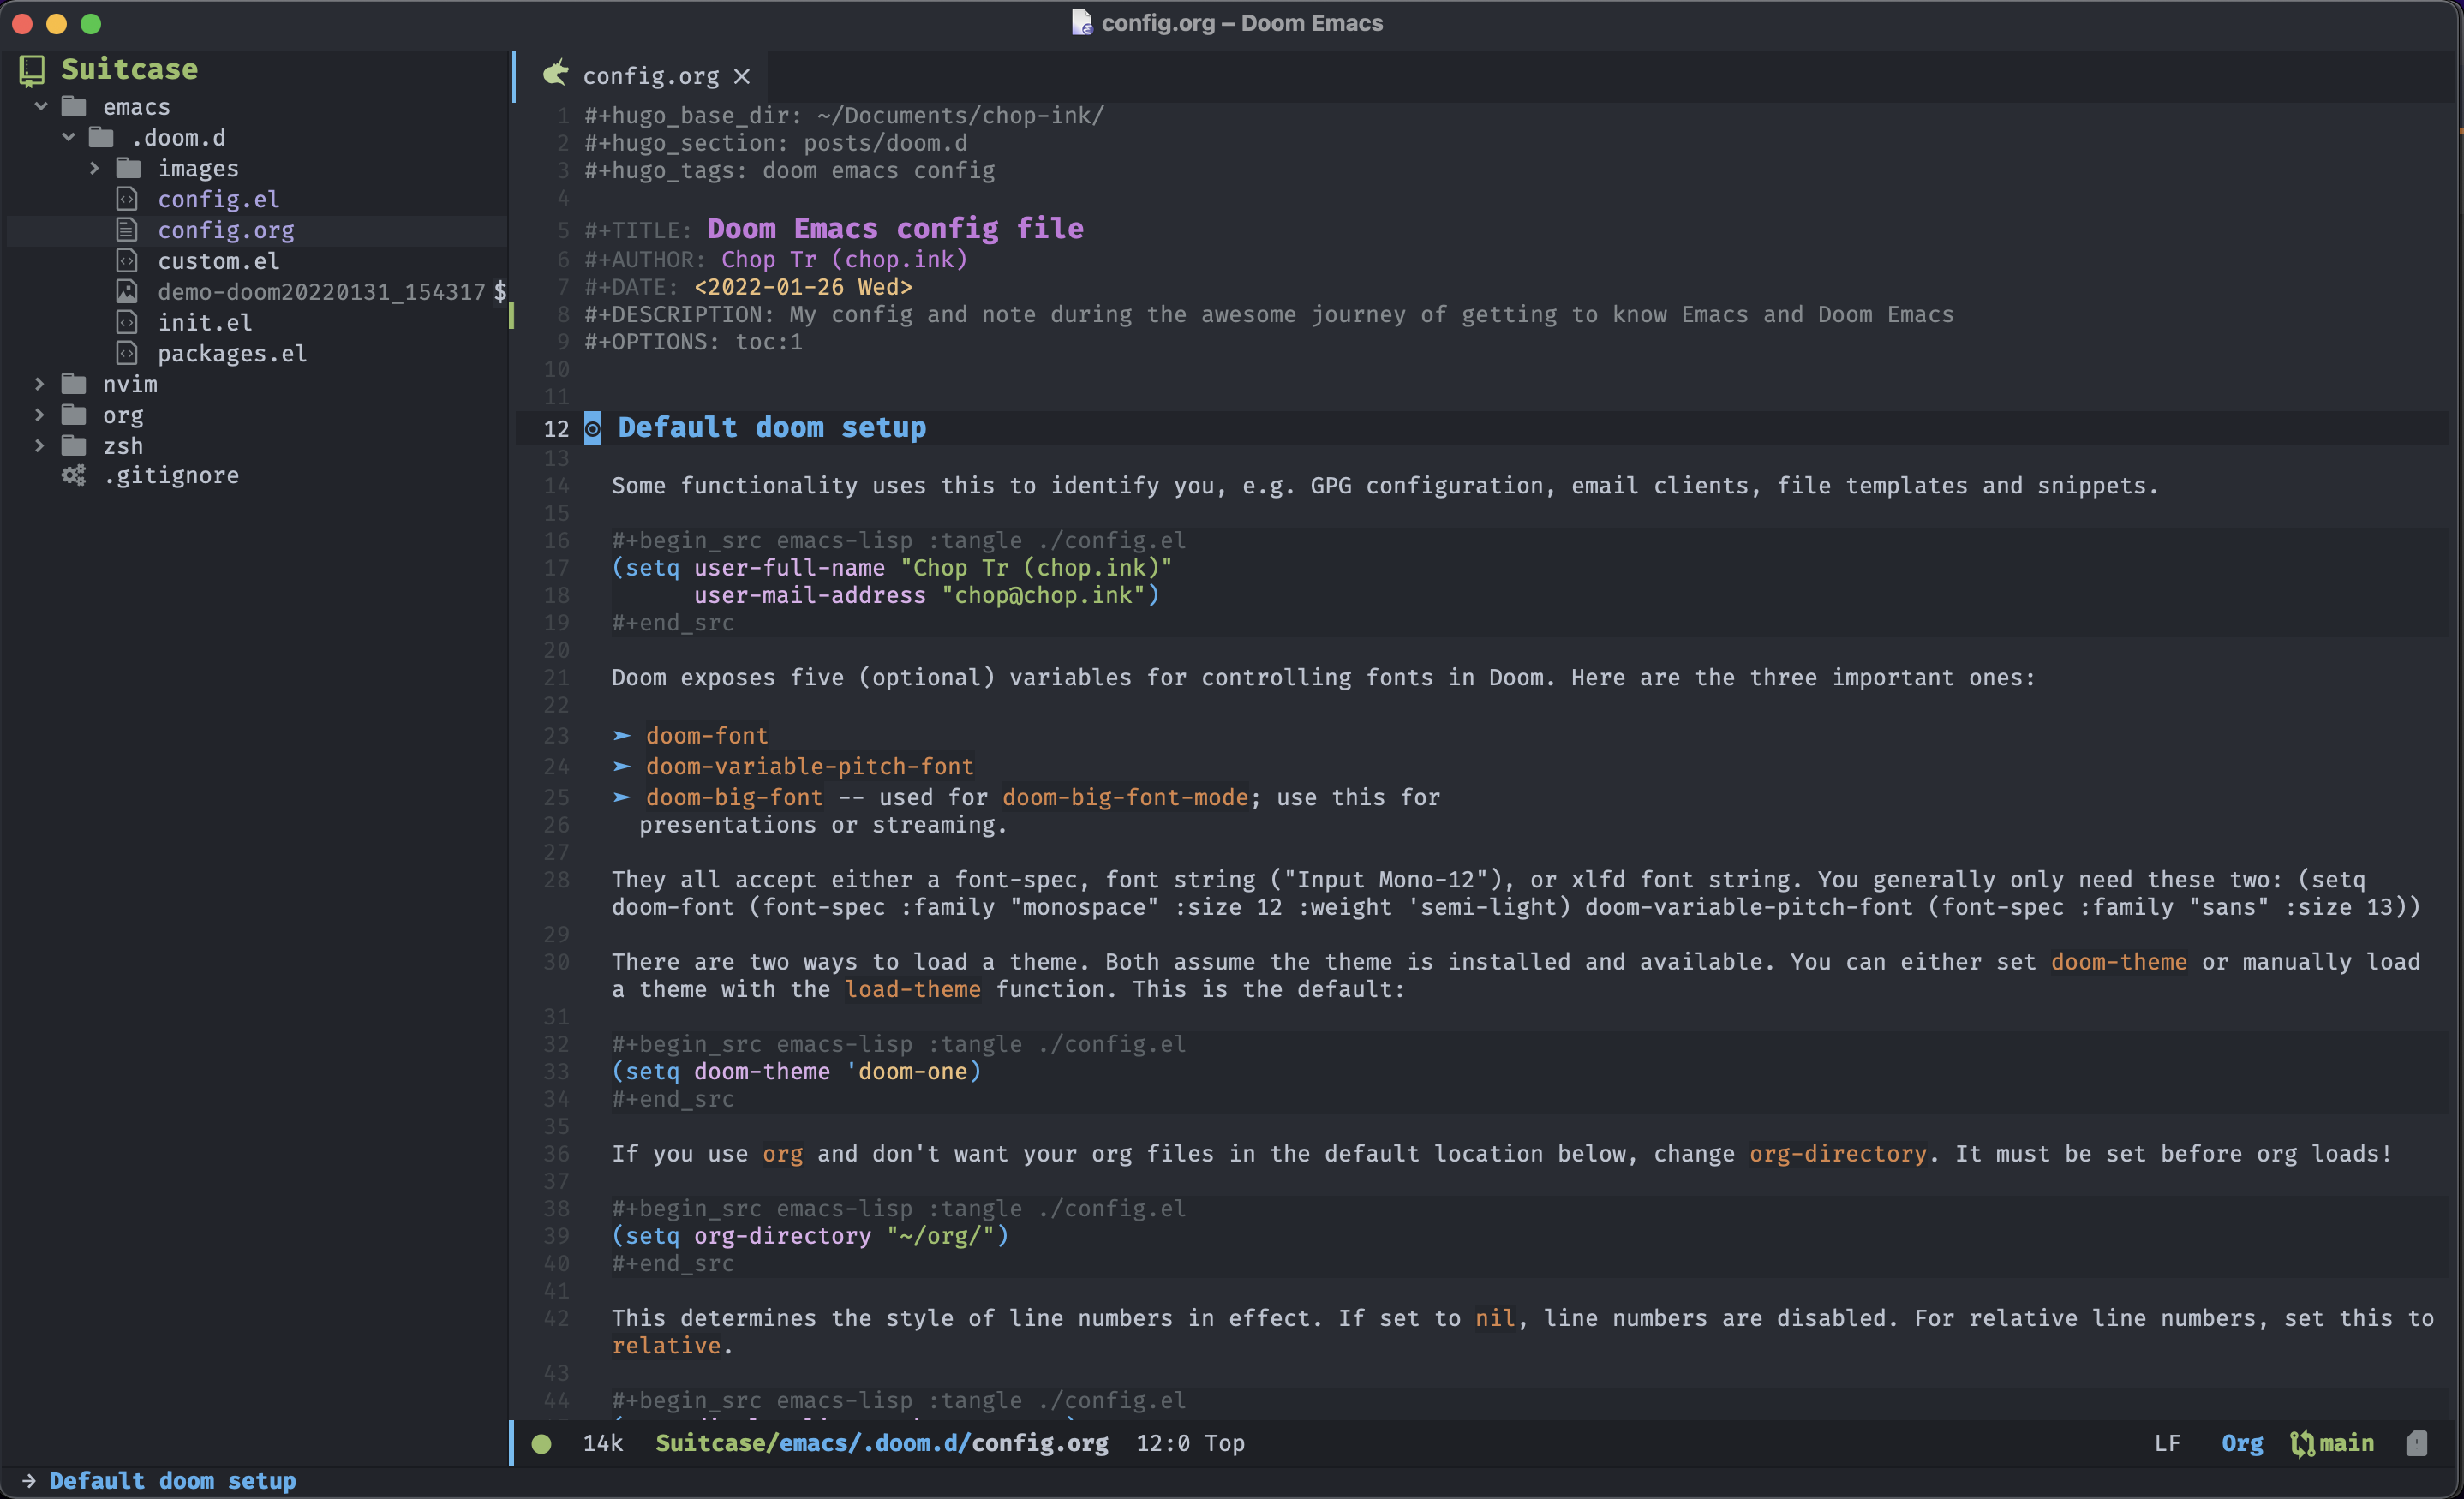 config.org – Doom Emacs
Suitcase
emacs
.doom.d
images
config.el
config.org
custom.el
demo-doom20220131_154317 $
init.el
packages.el
nvim
org
zsh
.gitignore
config.org
1 #+hugo_base_dir: ~/Documents/chop-ink/
2 #+hugo_section: posts/doom.d
3 #+hugo_tags: doom emacs config
4
5 #+TITLE: Doom Emacs config file
6 #+AUTHOR: Chop Tr (chop.ink)
7 #+DATE: <2022-01-26 Wed>
8 #+DESCRIPTION: My config and note during the awesome journey of getting to know Emacs and Doom Emacs
9 #+OPTIONS: toc:1
10
11
12 Default doom setup
13
14 Some functionality uses this to identify you, e.g. GPG configuration, email clients, file templates and snippets.
15
16 #+begin_src emacs-lisp :tangle ./config.el
17 (setq user-full-name "Chop Tr (chop.ink)"
18 user-mail-address "chop@chop.ink")
19 #+end_src
20
21 Doom exposes five (optional) variables for controlling fonts in Doom. Here are the three important ones:
22
23 ➤ doom-font
24 ➤ doom-variable-pitch-font
25 ➤ doom-big-font -- used for doom-big-font-mode; use this for
26 presentations or streaming.
27
28 They all accept either a font-spec, font string ("Input Mono-12"), or xlfd font string. You generally only need these two: (setq
doom-font (font-spec :family "monospace" :size 12 :weight 'semi-light) doom-variable-pitch-font (font-spec :family "sans" :size 13))
29
30 There are two ways to load a theme. Both assume the theme is installed and available. You can either set doom-theme or manually load
a theme with the load-theme function. This is the default:
31
32 #+begin_src emacs-lisp :tangle ./config.el
33 (setq doom-theme 'doom-one)
34 #+end_src
35
36 If you use org and don't want your org files in the default location below, change org-directory. It must be set before org loads!
37
38 #+begin_src emacs-lisp :tangle ./config.el
39 (setq org-directory "~/org/")
40 #+end_src
41
42 This determines the style of line numbers in effect. If set to nil, line numbers are disabled. For relative line numbers, set this to
relative.
43
44 #+begin_src emacs-lisp :tangle ./config.el
14k Suitcase/emacs/.doom.d/config.org 12:0 Top LF Org main
→ Default doom setup